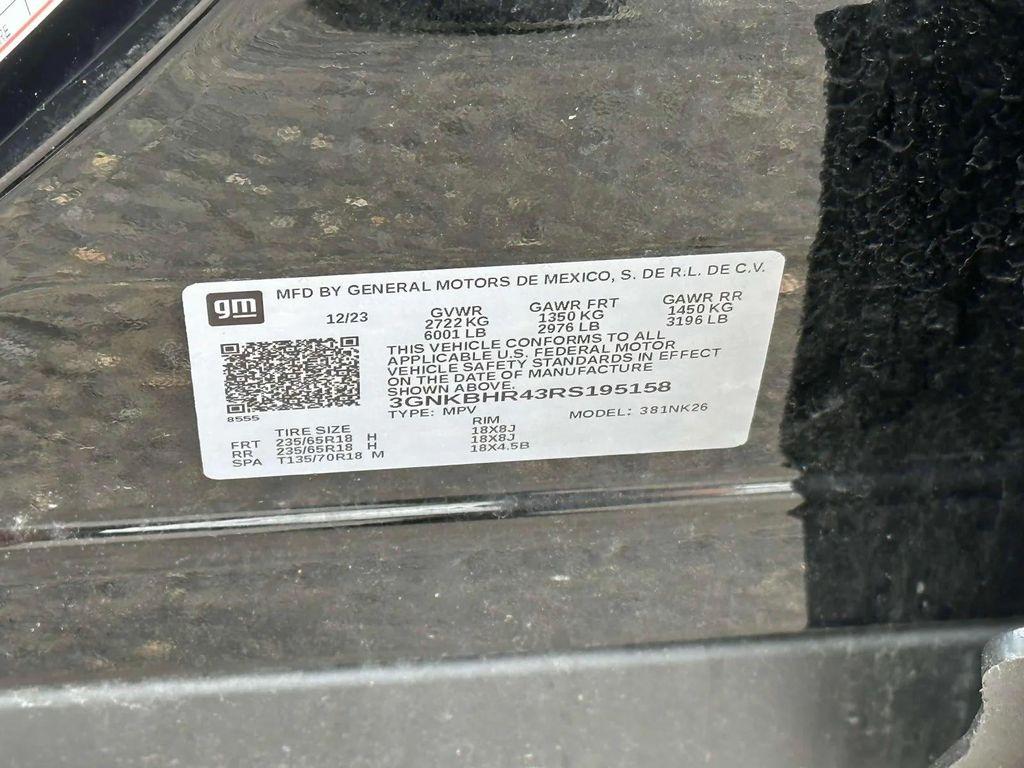 RE
gm MFD BY GENERAL MOTORS DE MEXICO, S. DE R.L. DE C.V.
12/23 GVWR GAWR FRT GAWR RR
2722 KG 1350 KG 1450 KG
6001 LB 2976 LB 3196 LB
THIS VEHICLE CONFORMS TO ALL
APPLICABLE U.S. FEDERAL MOTOR
VEHICLE SAFETY STANDARDS IN EFFECT
ON THE DATE OF MANUFACTURE
SHOWN ABOVE.
3GNKBHR43RS195158
8555 TYPE: MPV MODEL: 381NK26
TIRE SIZE RIM
FRT 235/65R18 H 18X8J
RR 235/65R18 H 18X8J
SPA T135/70R18 M 18X4.5B